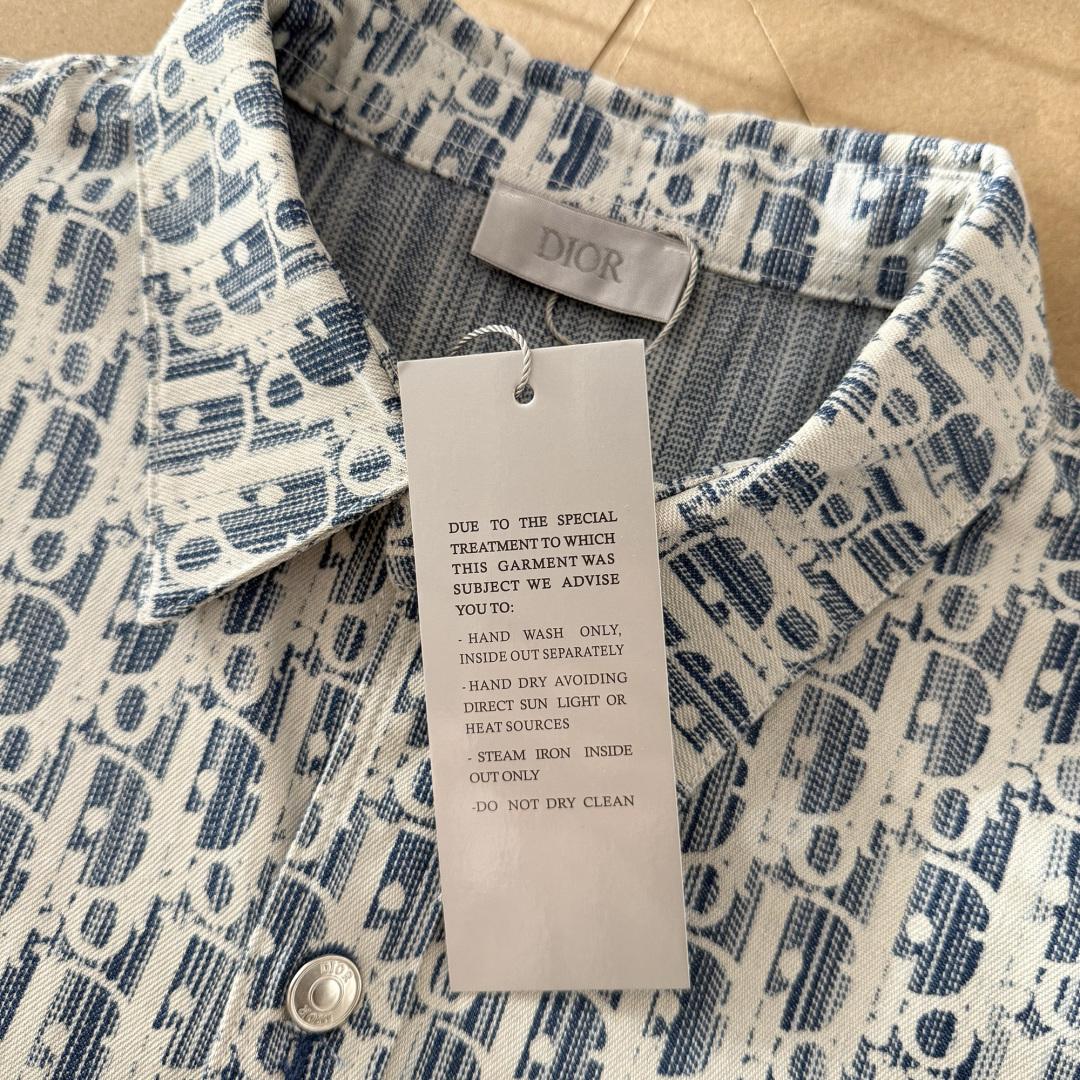 DIOR
DUE TO THE SPECIAL
TREATMENT TO WHICH
THIS GARMENT WAS
SUBJECT WE ADVISE
YOU TO:
- HAND WASH ONLY,
INSIDE OUT SEPARATELY
- HAND DRY AVOIDING
DIRECT SUN LIGHT OR
HEAT SOURCES
- STEAM IRON INSIDE
OUT ONLY
-DO NOT DRY CLEAN
DIOR